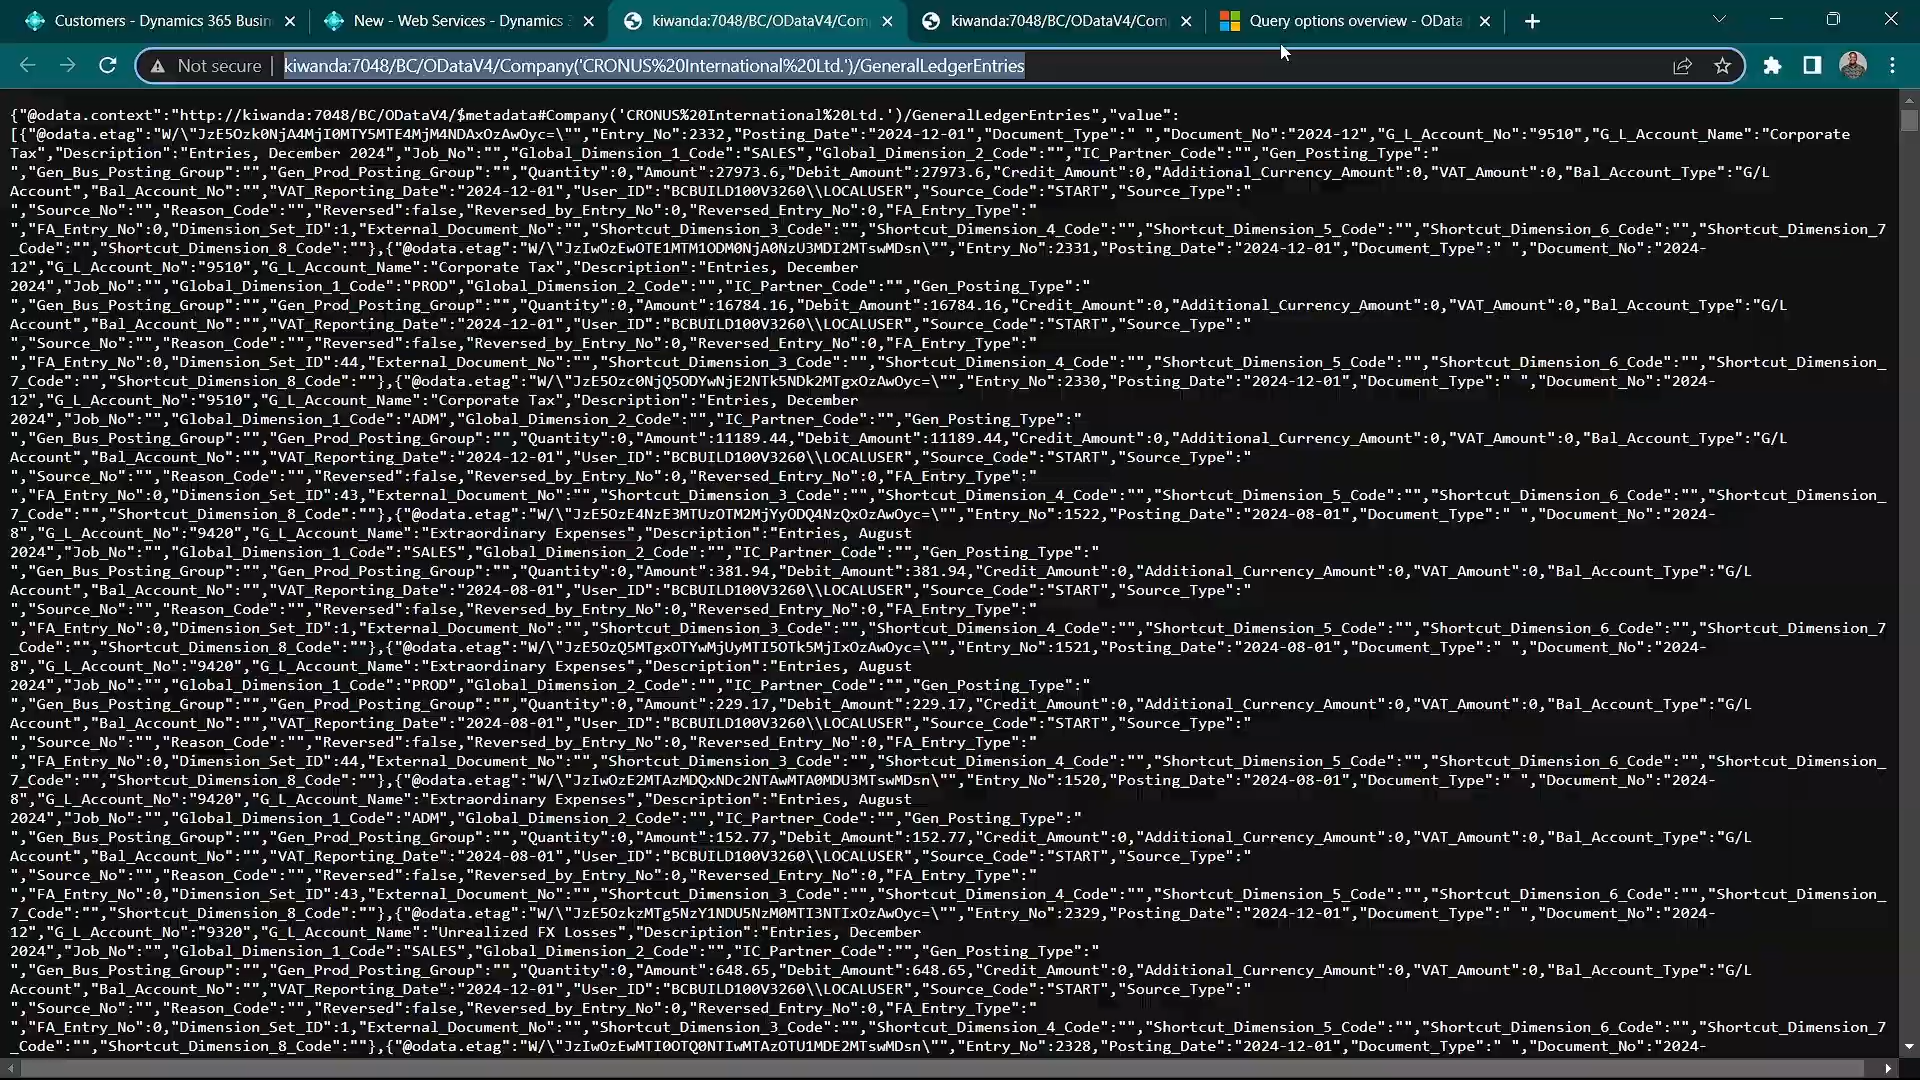 Customers - Dynamics 365 Busin
New - Web Services - Dynamics 3
kiwanda:7048/BC/ODataV4/Com
kiwanda:7048/BC/ODataV4/Com
Query options overview - OData
Not secure
kiwanda:7048/BC/ODataV4/Company('CRONUS%20International%20Ltd.')/GeneralLedgerEntries
{"@odata.context":"http://kiwanda:7048/BC/ODataV4/$metadata#Company('CRONUS%20International%20Ltd.')/GeneralLedgerEntries","value":
[{"@odata.etag":"W/\"JzE5Ozk0NjA4MjI0MTY5MTE4MjM4NDAxOzAwOyc=\"","Entry_No":2332,"Posting_Date":"2024-12-01","Document_Type":" ","Document_No":"2024-12","G_L_Account_No":"9510","G_L_Account_Name":"Corporate
Tax","Description":"Entries, December 2024","Job_No":"","Global_Dimension_1_Code":"SALES","Global_Dimension_2_Code":"","IC_Partner_Code":"","Gen_Posting_Type":"
","Gen_Bus_Posting_Group":"","Gen_Prod_Posting_Group":"","Quantity":0,"Amount":27973.6,"Debit_Amount":27973.6,"Credit_Amount":0,"Additional_Currency_Amount":0,"VAT_Amount":0,"Bal_Account_Type":"G/L
Account","Bal_Account_No":"","VAT_Reporting_Date":"2024-12-01","User_ID":"BCBUILD100V3260\\LOCALUSER","Source_Code":"START","Source_Type":"
","Source_No":"","Reason_Code":"","Reversed":false,"Reversed_by_Entry_No":0,"Reversed_Entry_No":0,"FA_Entry_Type":"
","FA_Entry_No":0,"Dimension_Set_ID":1,"External_Document_No":"","Shortcut_Dimension_3_Code":"","Shortcut_Dimension_4_Code":"","Shortcut_Dimension_5_Code":"","Shortcut_Dimension_6_Code":"","Shortcut_Dimension_7
_Code":"","Shortcut_Dimension_8_Code":""},{"@odata.etag":"W/\"JzIwOzEwOTE1MTM1ODM0NjA0NzU3MDI2MTswMDsn\"","Entry_No":2331,"Posting_Date":"2024-12-01","Document_Type":" ","Document_No":"2024-
12","G_L_Account_No":"9510","G_L_Account_Name":"Corporate Tax","Description":"Entries, December
2024","Job_No":"","Global_Dimension_1_Code":"PROD","Global_Dimension_2_Code":"","IC_Partner_Code":"","Gen_Posting_Type":"
","Gen_Bus_Posting_Group":"","Gen_Prod_Posting_Group":"","Quantity":0,"Amount":16784.16,"Debit_Amount":16784.16,"Credit_Amount":0,"Additional_Currency_Amount":0,"VAT_Amount":0,"Bal_Account_Type":"G/L
Account","Bal_Account_No":"","VAT_Reporting_Date":"2024-12-01","User_ID":"BCBUILD100V3260\\LOCALUSER","Source_Code":"START","Source_Type":"
","Source_No":"","Reason_Code":"","Reversed":false,"Reversed_by_Entry_No":0,"Reversed_Entry_No":0,"FA_Entry_Type":"
","FA_Entry_No":0,"Dimension_Set_ID":44,"External_Document_No":"","Shortcut_Dimension_3_Code":"","Shortcut_Dimension_4_Code":"","Shortcut_Dimension_5_Code":"","Shortcut_Dimension_6_Code":"","Shortcut_Dimension_
7_Code":"","Shortcut_Dimension_8_Code":""},{"@odata.etag":"W/\"JzE5Ozc0NjQ5ODYwNjE2NTk5NDk2MTgxOzAwOyc=\"","Entry_No":2330,"Posting_Date":"2024-12-01","Document_Type":" ","Document_No":"2024-
12","G_L_Account_No":"9510","G_L_Account_Name":"Corporate Tax","Description":"Entries, December
2024","Job_No":"","Global_Dimension_1_Code":"ADM","Global_Dimension_2_Code":"","IC_Partner_Code":"","Gen_Posting_Type":"
","Gen_Bus_Posting_Group":"","Gen_Prod_Posting_Group":"","Quantity":0,"Amount":11189.44,"Debit_Amount":11189.44,"Credit_Amount":0,"Additional_Currency_Amount":0,"VAT_Amount":0,"Bal_Account_Type":"G/L
Account","Bal_Account_No":"","VAT_Reporting_Date":"2024-12-01","User_ID":"BCBUILD100V3260\\LOCALUSER","Source_Code":"START","Source_Type":"
","Source_No":"","Reason_Code":"","Reversed":false,"Reversed_by_Entry_No":0,"Reversed_Entry_No":0,"FA_Entry_Type":"
","FA_Entry_No":0,"Dimension_Set_ID":43,"External_Document_No":"","Shortcut_Dimension_3_Code":"","Shortcut_Dimension_4_Code":"","Shortcut_Dimension_5_Code":"","Shortcut_Dimension_6_Code":"","Shortcut_Dimension_
7_Code":"","Shortcut_Dimension_8_Code":""},{"@odata.etag":"W/\"JzE5OzE4NzE3MTUzOTM2MjYyODQ4NzQxOzAwOyc=\"","Entry_No":1522,"Posting_Date":"2024-08-01","Document_Type":" ","Document_No":"2024-
8","G_L_Account_No":"9420","G_L_Account_Name":"Extraordinary Expenses","Description":"Entries, August
2024","Job_No":"","Global_Dimension_1_Code":"SALES","Global_Dimension_2_Code":"","IC_Partner_Code":"","Gen_Posting_Type":"
","Gen_Bus_Posting_Group":"","Gen_Prod_Posting_Group":"","Quantity":0,"Amount":381.94,"Debit_Amount":381.94,"Credit_Amount":0,"Additional_Currency_Amount":0,"VAT_Amount":0,"Bal_Account_Type":"G/L
Account","Bal_Account_No":"","VAT_Reporting_Date":"2024-08-01","User_ID":"BCBUILD100V3260\\LOCALUSER","Source_Code":"START","Source_Type":"
","Source_No":"","Reason_Code":"","Reversed":false,"Reversed_by_Entry_No":0,"Reversed_Entry_No":0,"FA_Entry_Type":"
","FA_Entry_No":0,"Dimension_Set_ID":1,"External_Document_No":"","Shortcut_Dimension_3_Code":"","Shortcut_Dimension_4_Code":"","Shortcut_Dimension_5_Code":"","Shortcut_Dimension_6_Code":"","Shortcut_Dimension_7
_Code":"","Shortcut_Dimension_8_Code":""},{"@odata.etag":"W/\"JzE5OzQ5MTgxOTYwMjUyMTI5OTk5MjIxOzAwOyc=\"","Entry_No":1521,"Posting_Date":"2024-08-01","Document_Type":" ","Document_No":"2024-
8","G_L_Account_No":"9420","G_L_Account_Name":"Extraordinary Expenses","Description":"Entries, August
2024","Job_No":"","Global_Dimension_1_Code":"PROD","Global_Dimension_2_Code":"","IC_Partner_Code":"","Gen_Posting_Type":"
","Gen_Bus_Posting_Group":"","Gen_Prod_Posting_Group":"","Quantity":0,"Amount":229.17,"Debit_Amount":229.17,"Credit_Amount":0,"Additional_Currency_Amount":0,"VAT_Amount":0,"Bal_Account_Type":"G/L
Account","Bal_Account_No":"","VAT_Reporting_Date":"2024-08-01","User_ID":"BCBUILD100V3260\\LOCALUSER","Source_Code":"START","Source_Type":"
","Source_No":"","Reason_Code":"","Reversed":false,"Reversed_by_Entry_No":0,"Reversed_Entry_No":0,"FA_Entry_Type":"
","FA_Entry_No":0,"Dimension_Set_ID":44,"External_Document_No":"","Shortcut_Dimension_3_Code":"","Shortcut_Dimension_4_Code":"","Shortcut_Dimension_5_Code":"","Shortcut_Dimension_6_Code":"","Shortcut_Dimension_
7_Code":"","Shortcut_Dimension_8_Code":""},{"@odata.etag":"W/\"JzIwOzE2MTAzMDQxNDc2NTAwMTA0MDU3MTswMDsn\"","Entry_No":1520,"Posting_Date":"2024-08-01","Document_Type":" ","Document_No":"2024-
8","G_L_Account_No":"9420","G_L_Account_Name":"Extraordinary Expenses","Description":"Entries, August
2024","Job_No":"","Global_Dimension_1_Code":"ADM","Global_Dimension_2_Code":"","IC_Partner_Code":"","Gen_Posting_Type":"
","Gen_Bus_Posting_Group":"","Gen_Prod_Posting_Group":"","Quantity":0,"Amount":152.77,"Debit_Amount":152.77,"Credit_Amount":0,"Additional_Currency_Amount":0,"VAT_Amount":0,"Bal_Account_Type":"G/L
Account","Bal_Account_No":"","VAT_Reporting_Date":"2024-08-01","User_ID":"BCBUILD100V3260\\LOCALUSER","Source_Code":"START","Source_Type":"
","Source_No":"","Reason_Code":"","Reversed":false,"Reversed_by_Entry_No":0,"Reversed_Entry_No":0,"FA_Entry_Type":"
","FA_Entry_No":0,"Dimension_Set_ID":43,"External_Document_No":"","Shortcut_Dimension_3_Code":"","Shortcut_Dimension_4_Code":"","Shortcut_Dimension_5_Code":"","Shortcut_Dimension_6_Code":"","Shortcut_Dimension_
7_Code":"","Shortcut_Dimension_8_Code":""},{"@odata.etag":"W/\"JzE5OzkzMTg5NzY1NDU5NzM0MTI3NTIxOzAwOyc=\"","Entry_No":2329,"Posting_Date":"2024-12-01","Document_Type":" ","Document_No":"2024-
12","G_L_Account_No":"9320","G_L_Account_Name":"Unrealized FX Losses","Description":"Entries, December
2024","Job_No":"","Global_Dimension_1_Code":"SALES","Global_Dimension_2_Code":"","IC_Partner_Code":"","Gen_Posting_Type":"
","Gen_Bus_Posting_Group":"","Gen_Prod_Posting_Group":"","Quantity":0,"Amount":648.65,"Debit_Amount":648.65,"Credit_Amount":0,"Additional_Currency_Amount":0,"VAT_Amount":0,"Bal_Account_Type":"G/L
Account","Bal_Account_No":"","VAT_Reporting_Date":"2024-12-01","User_ID":"BCBUILD100V3260\\LOCALUSER","Source_Code":"START","Source_Type":"
","Source_No":"","Reason_Code":"","Reversed":false,"Reversed_by_Entry_No":0,"Reversed_Entry_No":0,"FA_Entry_Type":"
","FA_Entry_No":0,"Dimension_Set_ID":1,"External_Document_No":"","Shortcut_Dimension_3_Code":"","Shortcut_Dimension_4_Code":"","Shortcut_Dimension_5_Code":"","Shortcut_Dimension_6_Code":"","Shortcut_Dimension_7
_Code":"","Shortcut_Dimension_8_Code":""},{"@odata.etag":"W/\"JzIwOzEwMTI0OTQ0NTIwMTAzOTU1MDE2MTswMDsn\"","Entry_No":2328,"Posting_Date":"2024-12-01","Document_Type":" ","Document_No":"2024-